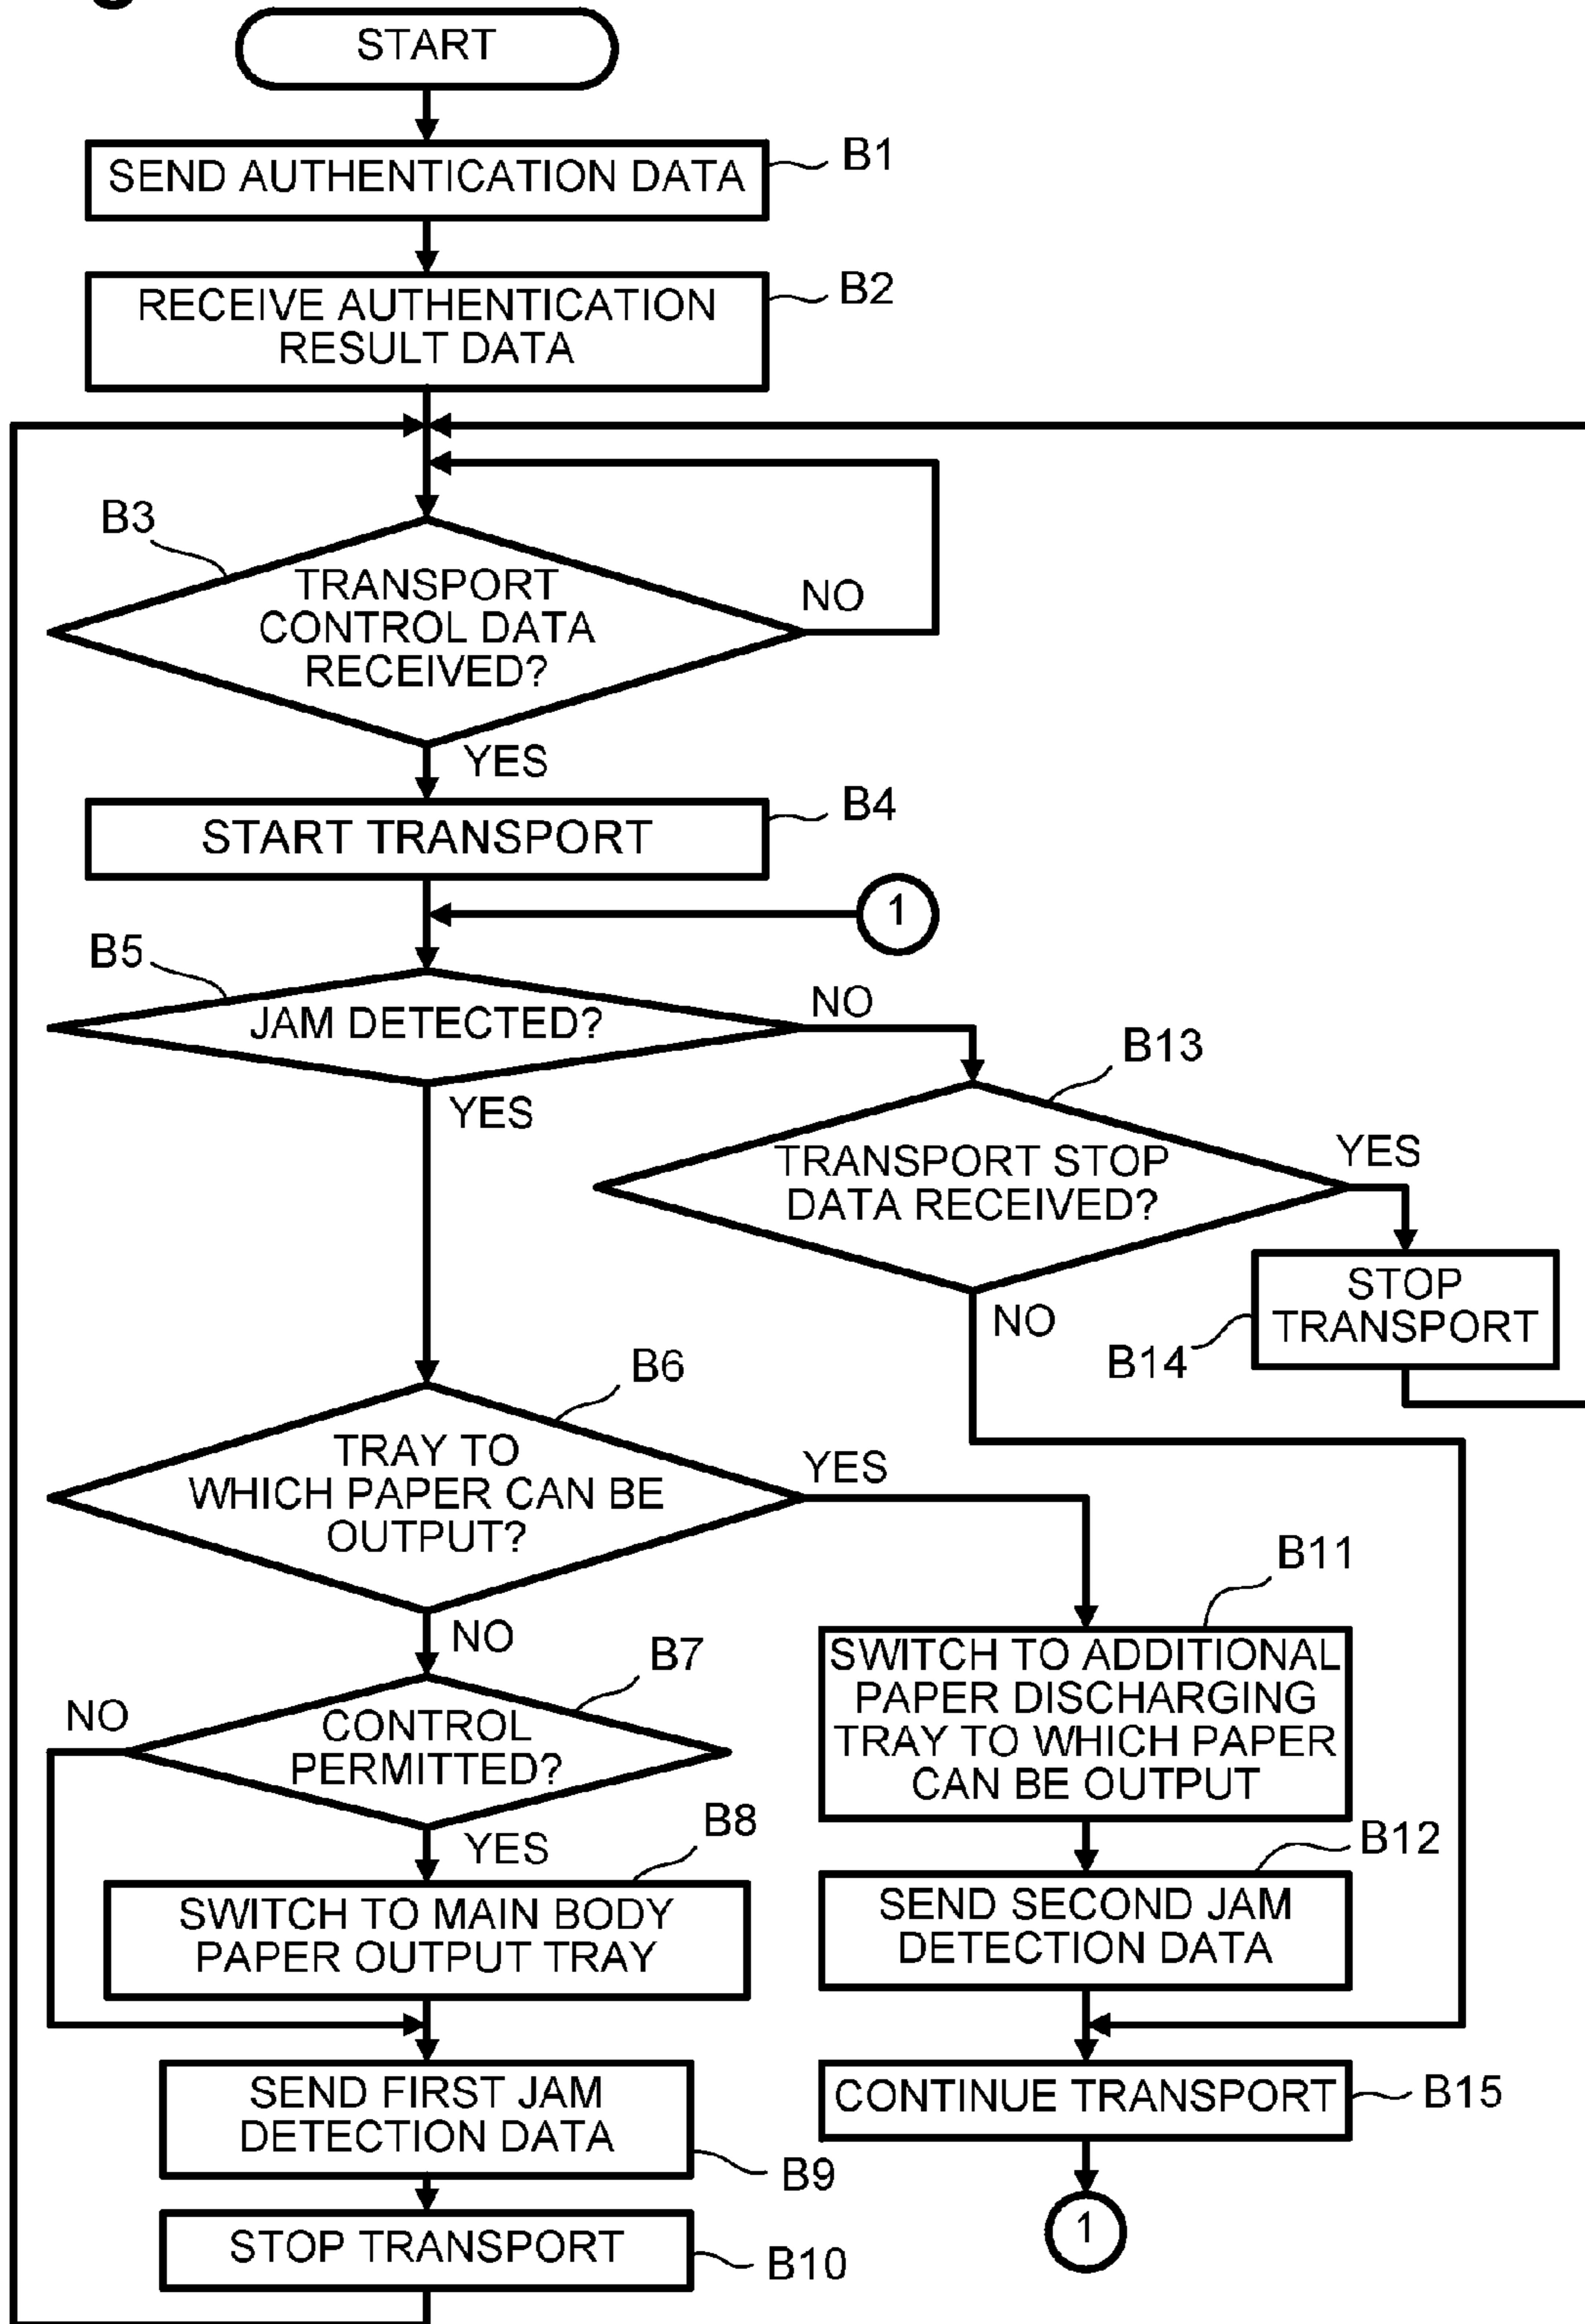 START
SEND AUTHENTICATION DATA
B1
RECEIVE AUTHENTICATION
RESULT DATA
B2
B3
TRANSPORT
CONTROL DATA
RECEIVED?
NO
YES
START TRANSPORT
B4
1
B5
JAM DETECTED?
NO
YES
B13
TRANSPORT STOP
DATA RECEIVED?
YES
NO
STOP
TRANSPORT
B14
B6
TRAY TO
WHICH PAPER CAN BE
OUTPUT?
YES
NO
B7
CONTROL
PERMITTED?
NO
YES
B8
SWITCH TO MAIN BODY
PAPER OUTPUT TRAY
B11
SWITCH TO ADDITIONAL
PAPER DISCHARGING
TRAY TO WHICH PAPER
CAN BE OUTPUT
B12
SEND SECOND JAM
DETECTION DATA
SEND FIRST JAM
DETECTION DATA
B9
CONTINUE TRANSPORT
B15
STOP TRANSPORT
B10
1